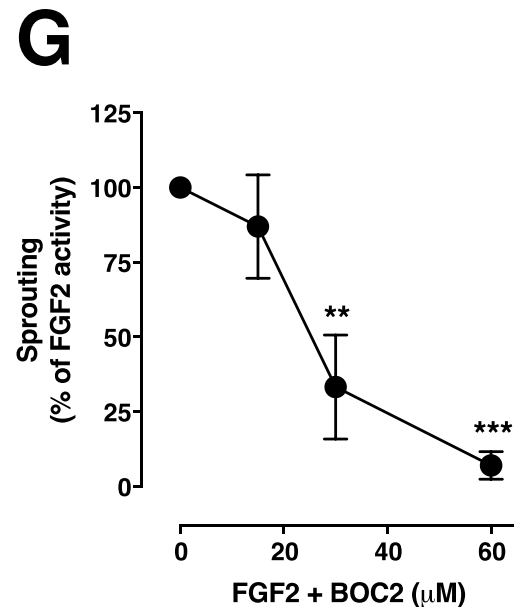 G
125
100
75
50
25
0
Sprouting
(% of FGF2 activity)
**
***
0 20 40 60
FGF2 + BOC2 (μM)